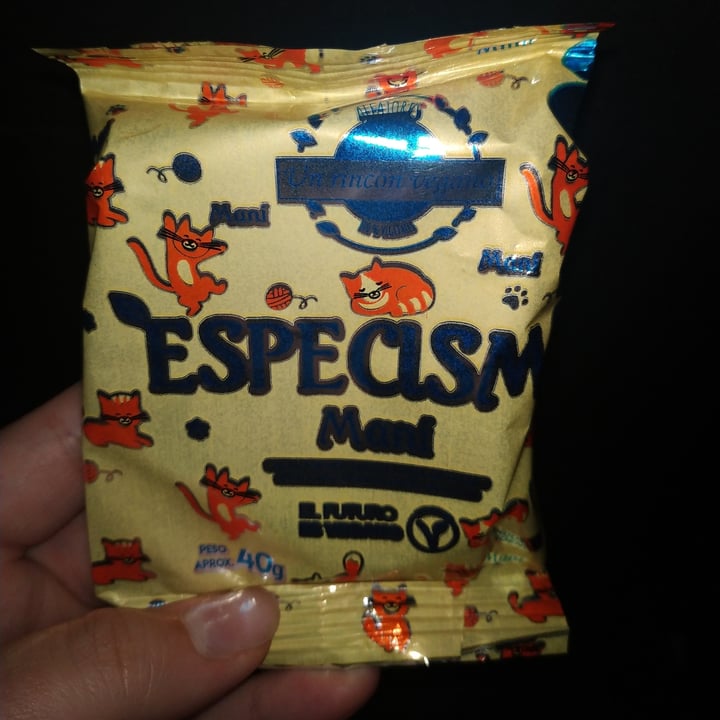 Un rincón vegano
Maní
Maní
ESPECISM
Maní
EL FUTURO
ES VEGANO
V
PESO
APROX. 40g